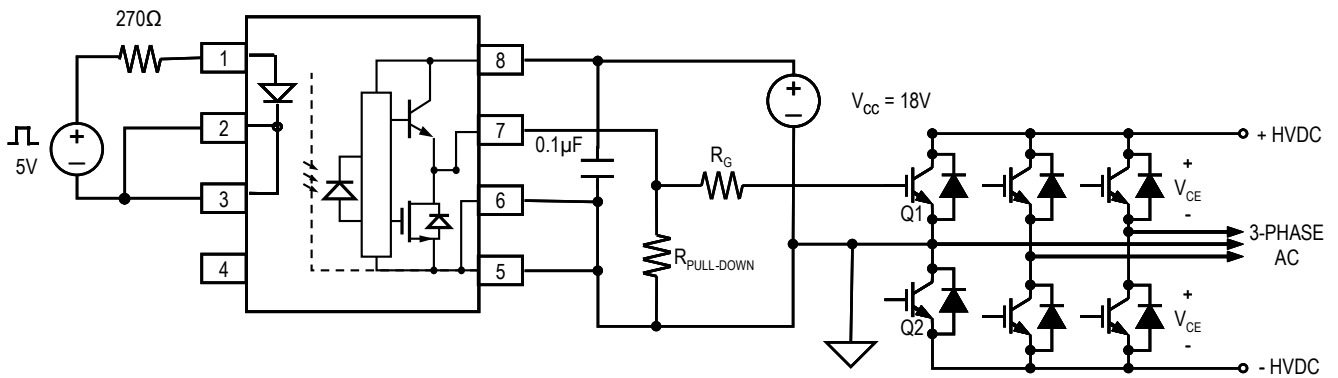 270Ω
1
2
3
4
+
−
5V
8
7
6
5
0.1µF
+
−
V_CC = 18V
R_G
R_PULL-DOWN
Q1
Q2
+ HVDC
+
V_CE
-
3-PHASE
AC
+
V_CE
-
- HVDC